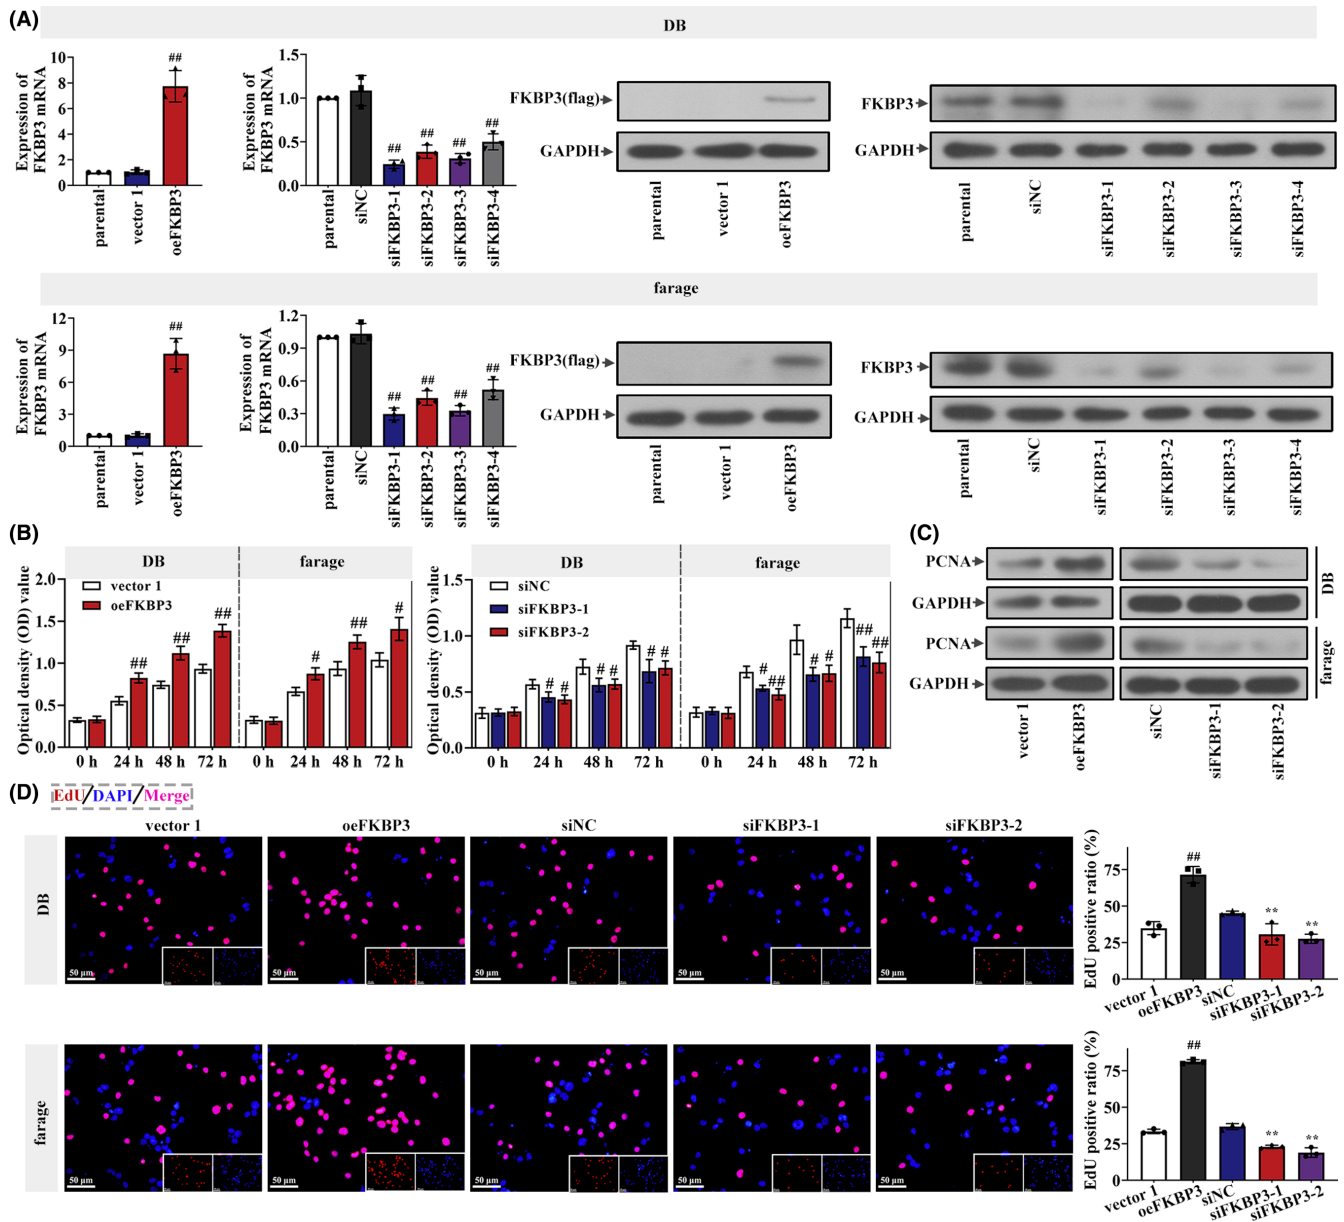 (A)
DB
Expression of
FKBP3 mRNA
10
8
6
4
2
0
##
parental
vector 1
oeFKBP3
Expression of
FKBP3 mRNA
1.5
1.0
0.5
0.0
## ## ## ##
parental
siNC
siFKBP3-1
siFKBP3-2
siFKBP3-3
siFKBP3-4
FKBP3(flag)
GAPDH
parental
vector 1
oeFKBP3
FKBP3
GAPDH
parental
siNC
siFKBP3-1
siFKBP3-2
siFKBP3-3
siFKBP3-4
farage
Expression of
FKBP3 mRNA
12
9
6
3
0
##
parental
vector 1
oeFKBP3
Expression of
FKBP3 mRNA
1.2
0.9
0.6
0.3
0.0
## ## ## ##
parental
siNC
siFKBP3-1
siFKBP3-2
siFKBP3-3
siFKBP3-4
FKBP3(flag)
GAPDH
parental
vector 1
oeFKBP3
FKBP3
GAPDH
parental
siNC
siFKBP3-1
siFKBP3-2
siFKBP3-3
siFKBP3-4
(B)
DB farage
Optical density (OD) value
2.0
1.5
1.0
0.5
0.0
vector 1
oeFKBP3
## ## ## # ## #
0 h 24 h 48 h 72 h 0 h 24 h 48 h 72 h
DB farage
Optical density (OD) value
1.5
1.0
0.5
0.0
siNC
siFKBP3-1
siFKBP3-2
# # # # # # # ## # # ## ##
0 h 24 h 48 h 72 h 0 h 24 h 48 h 72 h
(C)
PCNA
GAPDH
DB
PCNA
GAPDH
farage
vector 1
oeFKBP3
siNC
siFKBP3-1
siFKBP3-2
(D)
EdU/DAPI/Merge
vector 1 oeFKBP3 siNC siFKBP3-1 siFKBP3-2
DB
50 μm 50 μm 50 μm 50 μm 50 μm
EdU positive ratio (%)
75
50
25
0
## ** **
vector 1
oeFKBP3
siNC
siFKBP3-1
siFKBP3-2
farage
50 μm 50 μm 50 μm 50 μm 50 μm
EdU positive ratio (%)
75
50
25
0
## ** **
vector 1
oeFKBP3
siNC
siFKBP3-1
siFKBP3-2